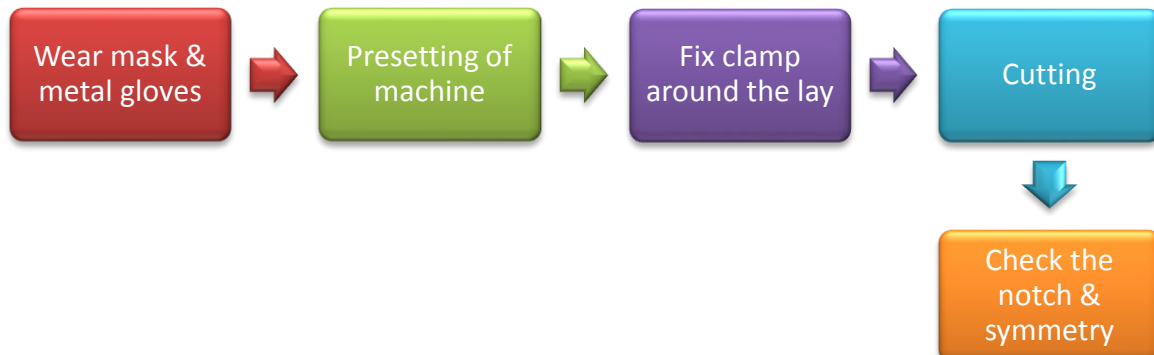 Wear mask &
metal gloves
Presetting of
machine
Fix clamp
around the lay
Cutting
Check the
notch &
symmetry